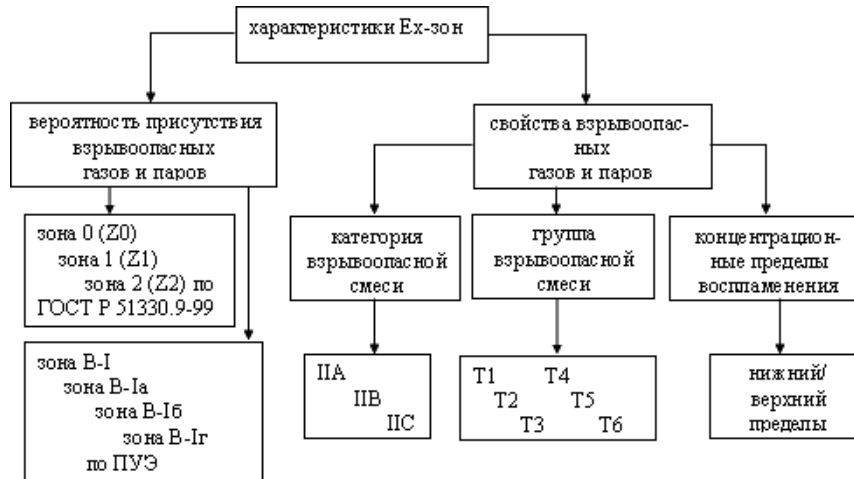 характеристики Ex-зон
вероятность присутствия
взрывоопасных
газов и паров
зона 0 (Z0)
зона 1 (Z1)
зона 2 (Z2) по
ГОСТ Р 51330.9-99
зона В-I
зона В-Iа
зона В-Iб
зона В-Iг
по ПУЭ
свойства взрывоопас-
ных
газов и паров
категория
взрывоопасной
смеси
IIA
IIB
IIC
группа
взрывоопасной
смеси
T1 T4
T2 T5
T3 T6
концентрацион-
ные пределы
воспламенения
нижний/
верхний
пределы